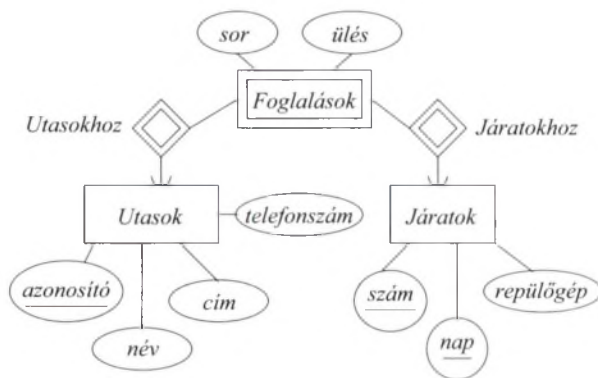 sor
ülés
Foglalások
Utasokhoz
Járatokhoz
Utasok
telefonszám
Járatok
azonosító
cím
szám
repülőgép
név
nap